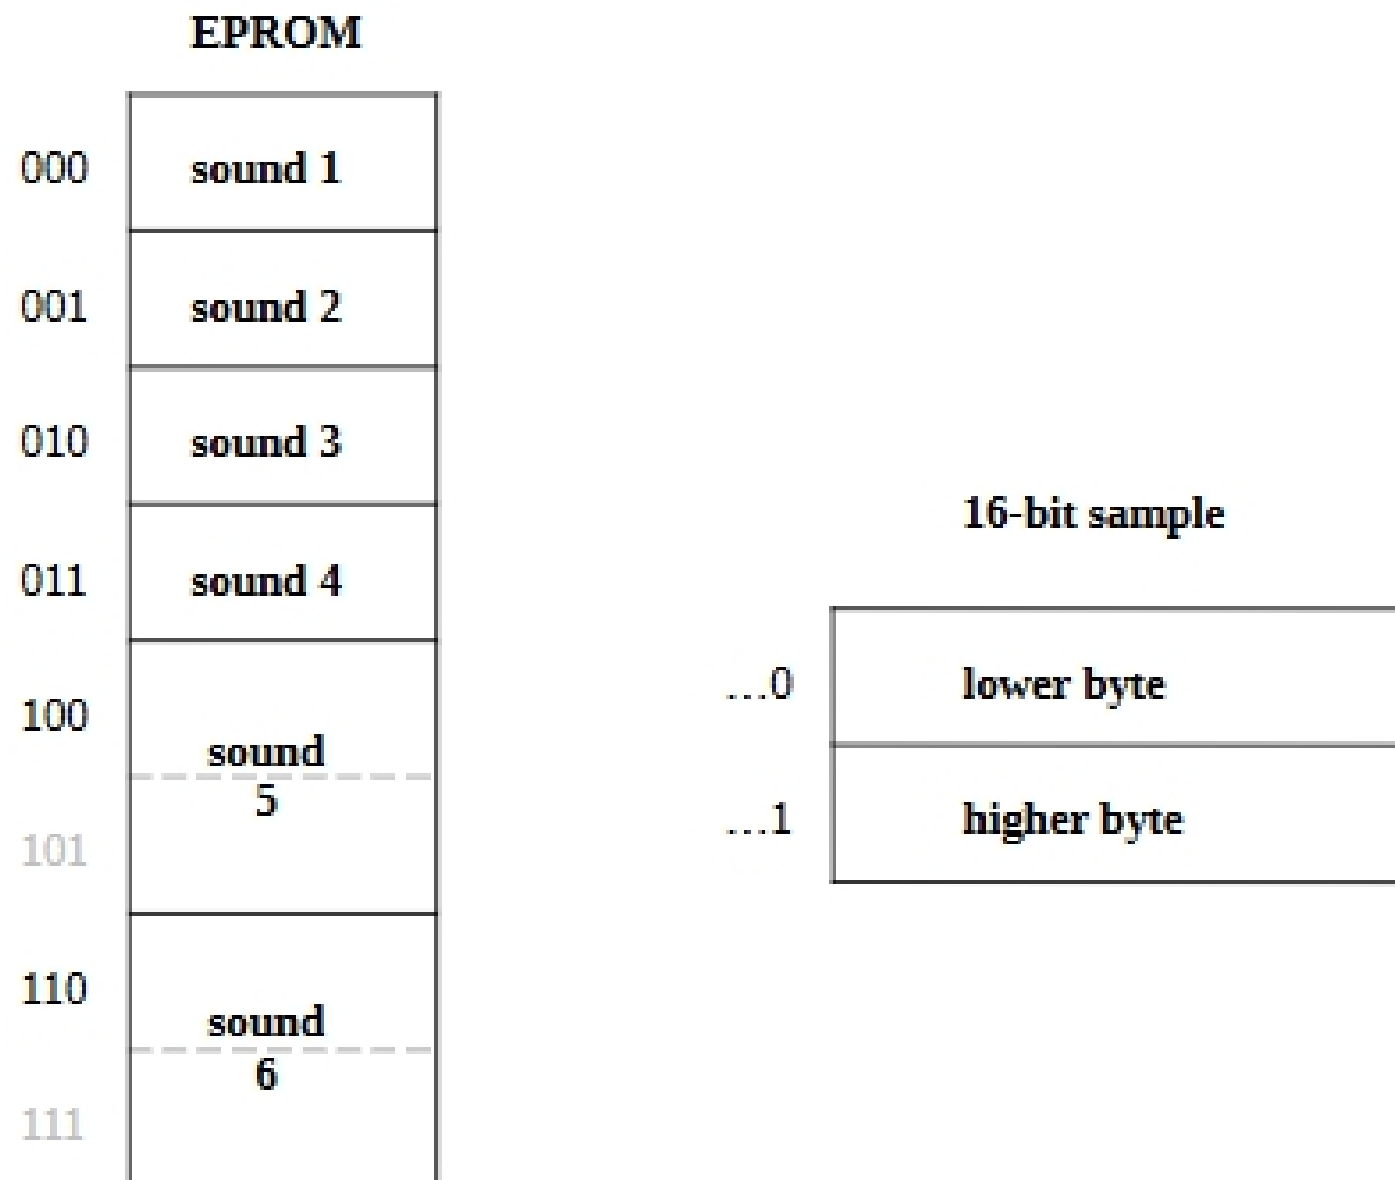 EPROM
000 sound 1
001 sound 2
010 sound 3
011 sound 4
100
sound
5
101
110
sound
6
111
16-bit sample
...0 lower byte
...1 higher byte